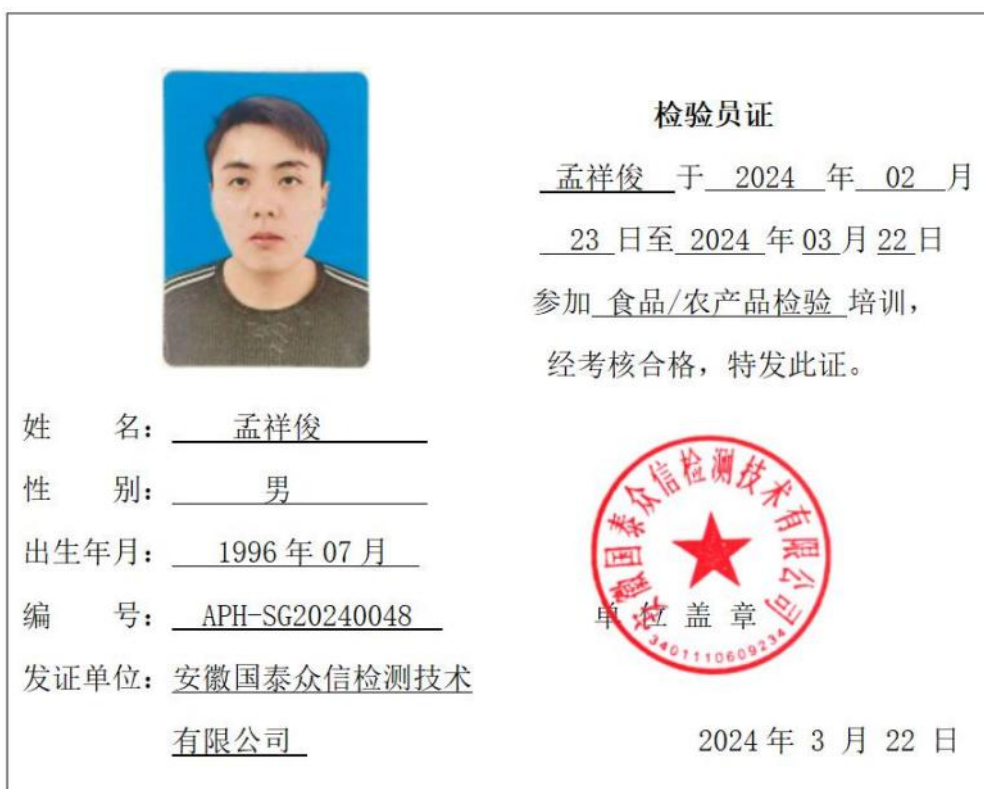 检验员证
孟祥俊 于 2024 年 02 月
23 日至 2024 年 03 月 22 日
参加 食品/农产品检验 培训，
经考核合格，特发此证。
姓 名： 孟祥俊
性 别： 男
出生年月： 1996 年 07 月
编 号： APH-SG20240048
发证单位：安徽国泰众信检测技术
有限公司
安徽国泰众信检测技术有限公司
单 位 盖 章
3401110609234
2024 年 3 月 22 日